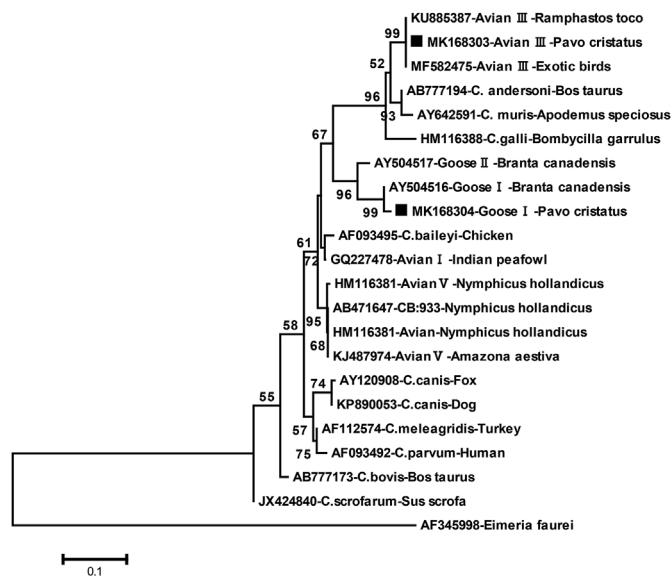 KU885387-Avian Ⅲ-Ramphastos toco
99
MK168303-Avian Ⅲ-Pavo cristatus
52
MF582475-Avian Ⅲ-Exotic birds
AB777194-C. andersoni-Bos taurus
96
93
AY642591-C. muris-Apodemus speciosus
67
HM116388-C.galli-Bombycilla garrulus
AY504517-Goose Ⅱ-Branta canadensis
96
AY504516-Goose Ⅰ-Branta canadensis
99
MK168304-Goose Ⅰ-Pavo cristatus
AF093495-C.baileyi-Chicken
61
72
GQ227478-Avian Ⅰ-Indian peafowl
HM116381-Avian Ⅴ-Nymphicus hollandicus
AB471647-CB:933-Nymphicus hollandicus
58
95
HM116381-Avian-Nymphicus hollandicus
68
KJ487974-Avian Ⅴ-Amazona aestiva
74
AY120908-C.canis-Fox
55
KP890053-C.canis-Dog
57
AF112574-C.meleagridis-Turkey
75
AF093492-C.parvum-Human
AB777173-C.bovis-Bos taurus
JX424840-C.scrofarum-Sus scrofa
AF345998-Eimeria faurei
0.1